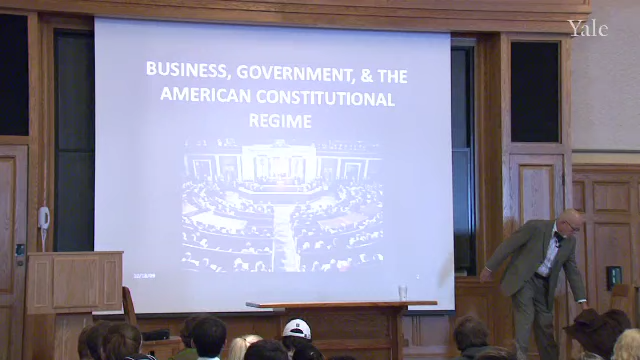 Yale
BUSINESS, GOVERNMENT, & THE
AMERICAN CONSTITUTIONAL
REGIME